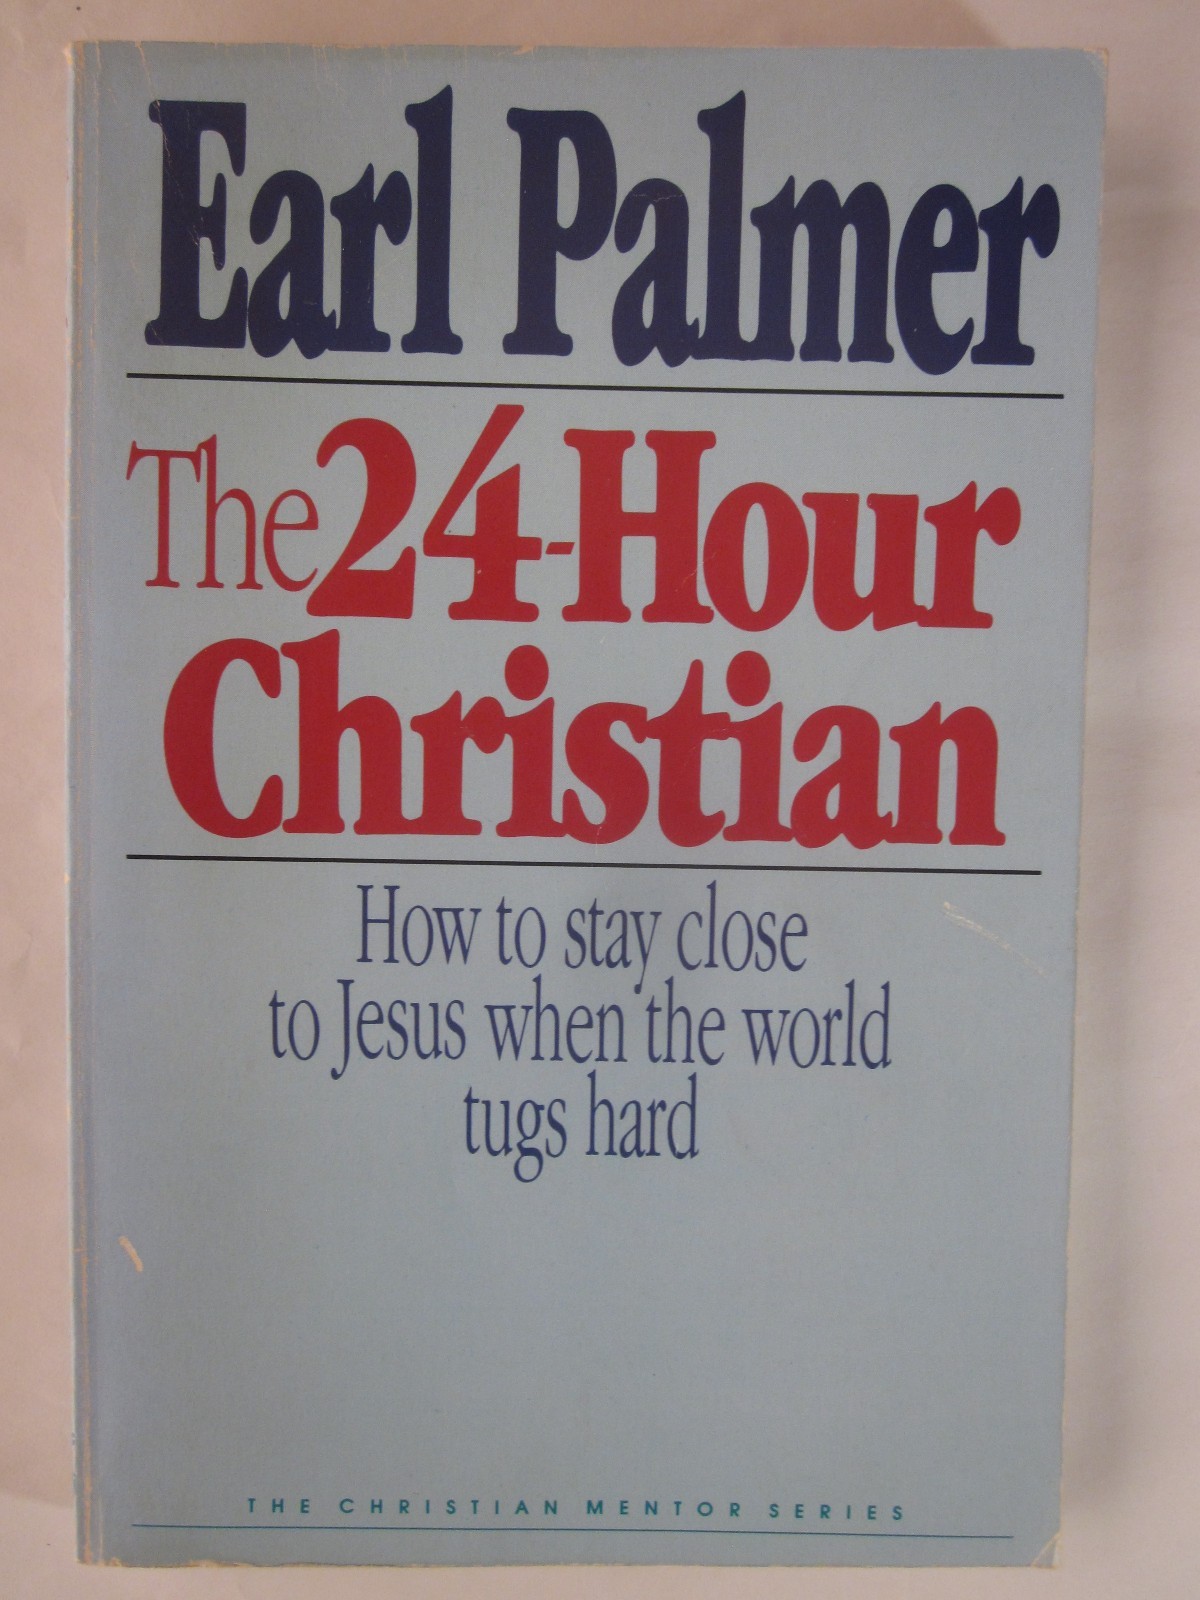 Earl Palmer
The 24-Hour
Christian
How to stay close
to Jesus when the world
tugs hard
THE CHRISTIAN MENTOR SERIES